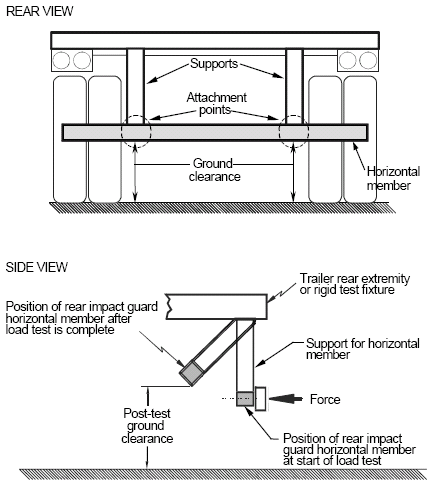 REAR VIEW
Supports
Attachment
points
Ground
clearance
Horizontal
member
SIDE VIEW
Trailer rear extremity
or rigid test fixture
Position of rear impact guard
horizontal member after
load test is complete
Support for horizontal
member
Force
Post-test
ground
clearance
Position of rear impact
guard horizontal member
at start of load test